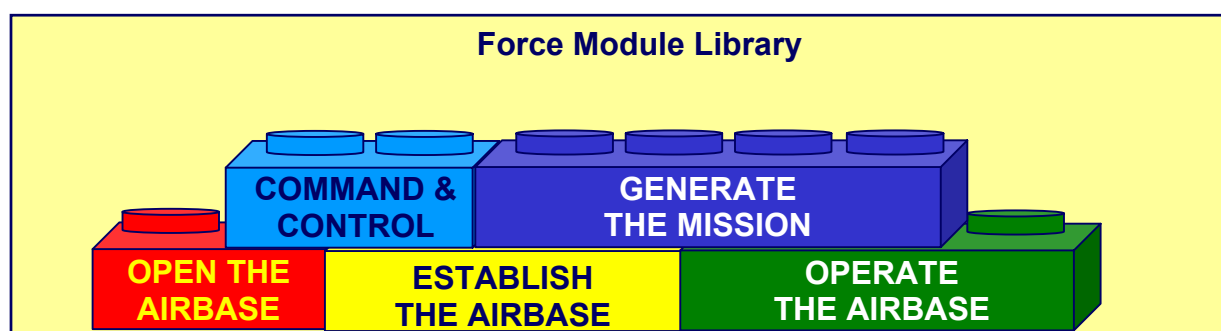 Force Module Library
COMMAND &
CONTROL
GENERATE
THE MISSION
OPEN THE
AIRBASE
ESTABLISH
THE AIRBASE
OPERATE
THE AIRBASE